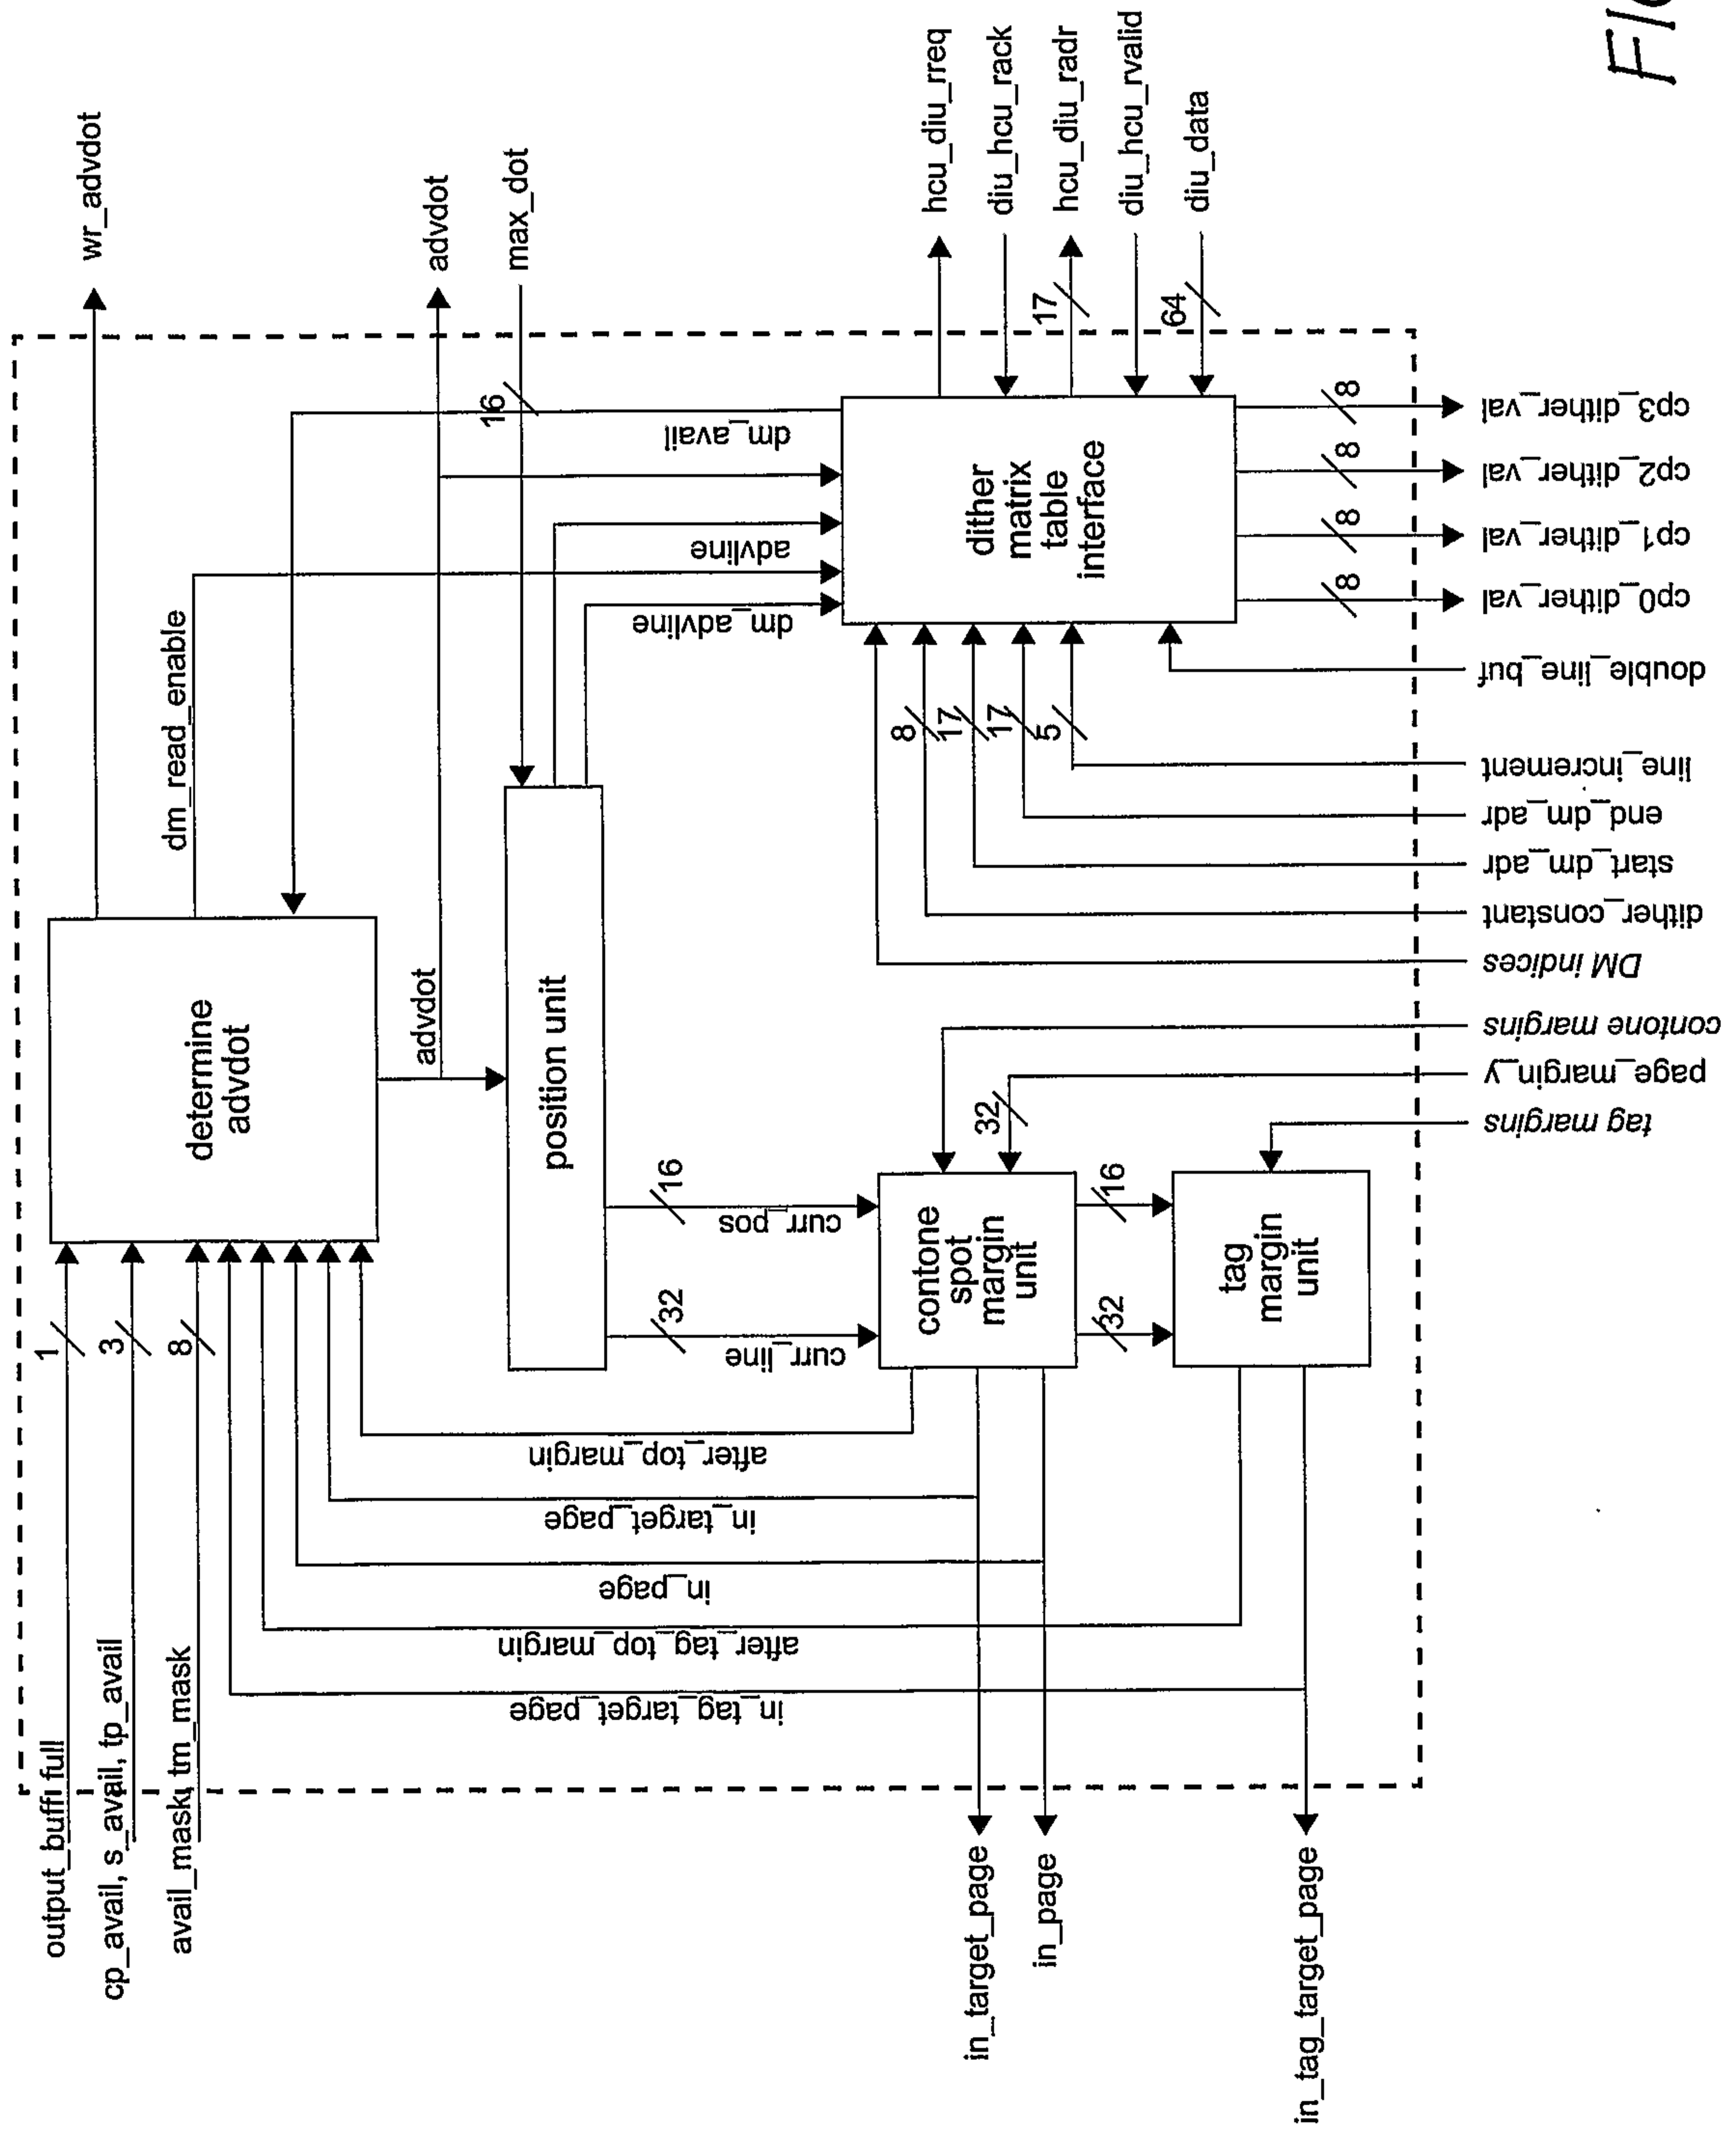 wr_advdot
advdot
max_dot
hcu_diu_rreq
diu_hcu_rack
hcu_diu_radr
diu_hcu_rvalid
diu_data
17
64
16
dm_read_enable
dm_avail
advline
dm_advline
determine
advdot
advdot
position unit
dither
matrix
table
interface
8
8
8
8
cp3_dither_val
cp2_dither_val
cp1_dither_val
cp0_dither_val
double_line_buf
8
17
17
5
line_increment
end_dm_adr
start_dm_adr
dither_constant
DM indices
contone margins
page_margin_y
tag margins
32
16
curr_pos
32
curr_line
contone
spot
margin
unit
16
32
tag
margin
unit
1
3
8
after_top_margin
in_target_page
in_page
after_tag_top_margin
in_tag_target_page
output_buff_full
cp_avail, s_avail, tp_avail
avail_mask, tm_mask
in_target_page
in_page
in_tag_target_page